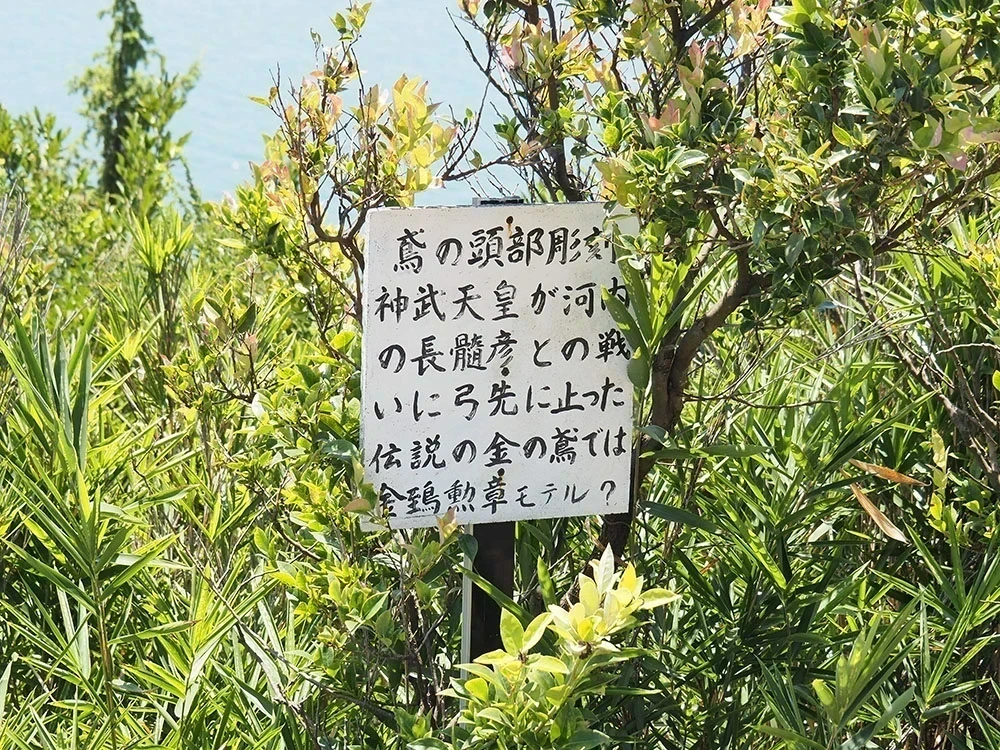 鳶の頭部彫刻
神武天皇が河内
の長髓彦との戦
いに弓先に止った
伝説の金の鳶では
金鵄勲章モテル？